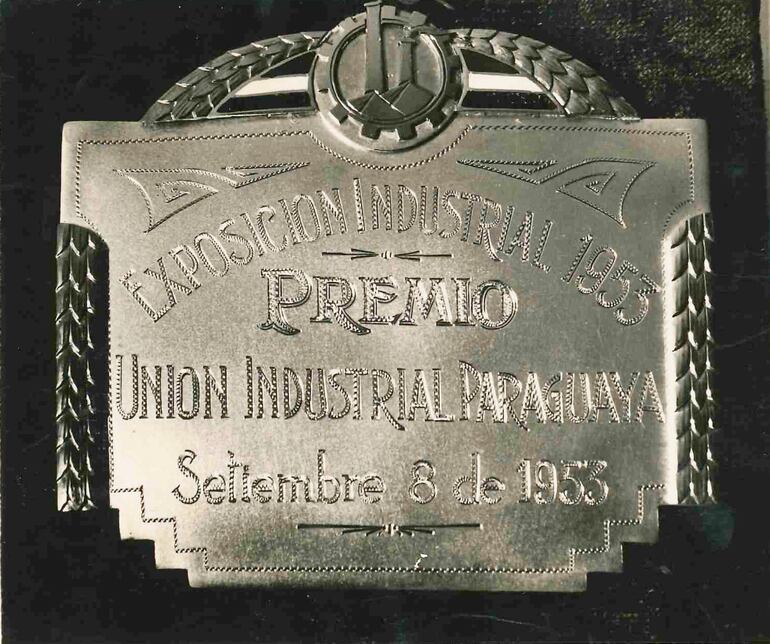 EXPOSICION INDUSTRIAL 1953
PREMIO
UNION INDUSTRIAL PARAGUAYA
Setiembre 8 de 1953